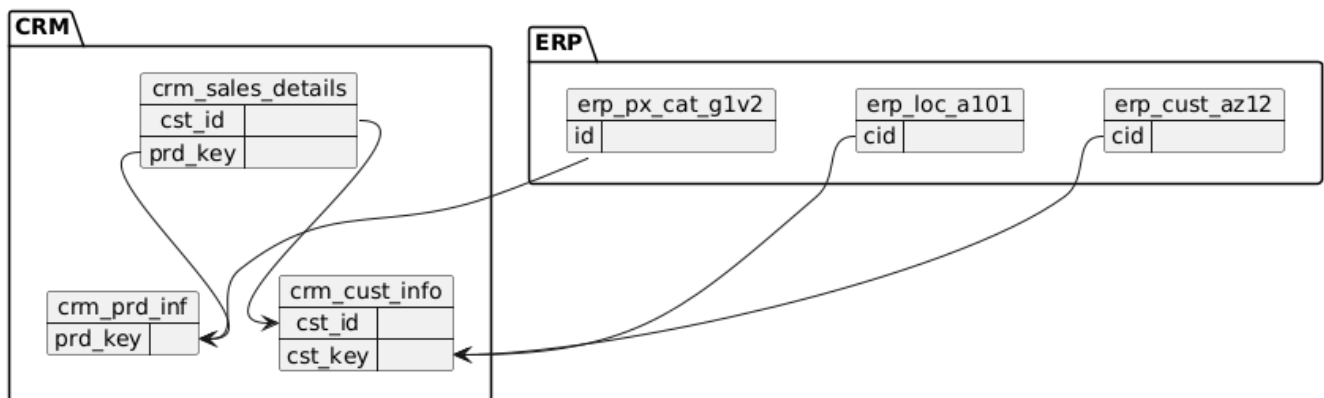 CRM
crm_sales_details
cst_id
prd_key
crm_prd_inf
prd_key
crm_cust_info
cst_id
cst_key
ERP
erp_px_cat_g1v2
id
erp_loc_a101
cid
erp_cust_az12
cid